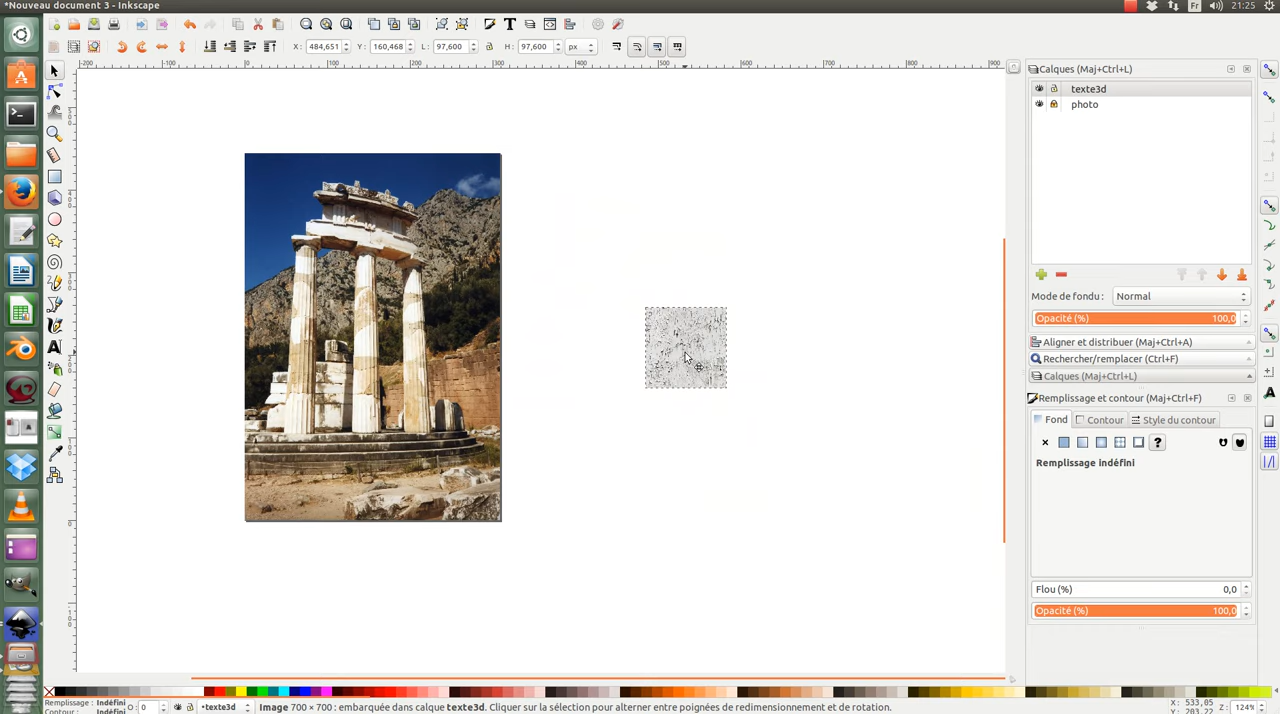 *Nouveau document 3 - Inkscape
Fr
21:25
X: 484,651 Y: 160,468 L: 97,600 H: 97,600 px
Calques (Maj+Ctrl+L)
texte3d
photo
Mode de fondu : Normal
Opacité (%) 100,0
Aligner et distribuer (Maj+Ctrl+A)
Rechercher/remplacer (Ctrl+F)
Calques (Maj+Ctrl+L)
Remplissage et contour (Maj+Ctrl+F)
Fond Contour Style du contour
Remplissage indéfini
Flou (%) 0,0
Opacité (%) 100,0
Remplissage : Indéfini
Contour : Indéfini
O : 0
•texte3d
Image 700 × 700 : embarquée dans calque texte3d. Cliquer sur la sélection pour alterner entre poignées de redimensionnement et de rotation.
X : 533,05
Y : 203,22
Z : 124%